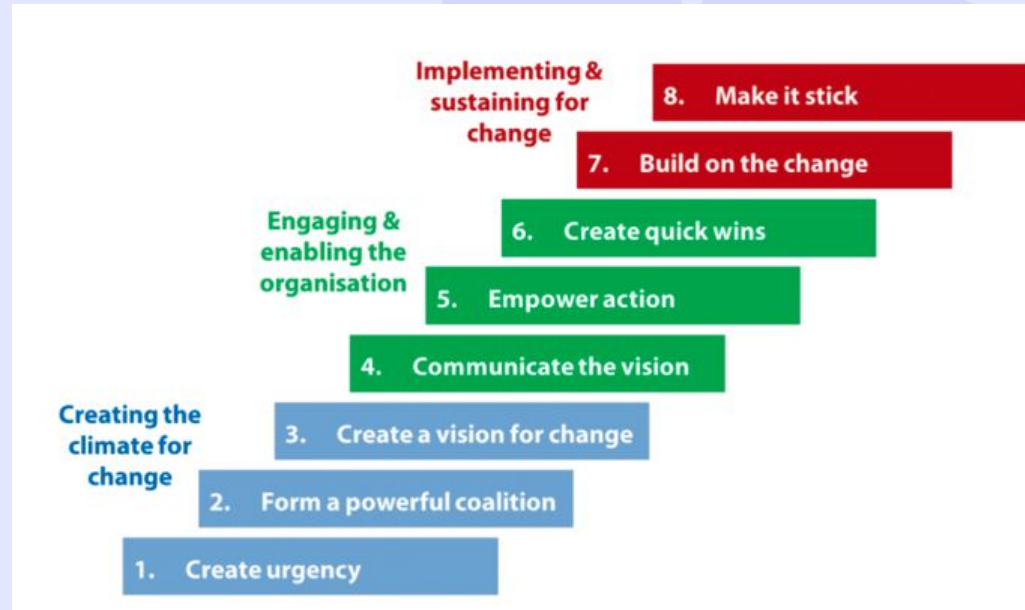 Implementing &
sustaining for
change
8. Make it stick
7. Build on the change
Engaging &
enabling the
organisation
6. Create quick wins
5. Empower action
4. Communicate the vision
Creating the
climate for
change
3. Create a vision for change
2. Form a powerful coalition
1. Create urgency